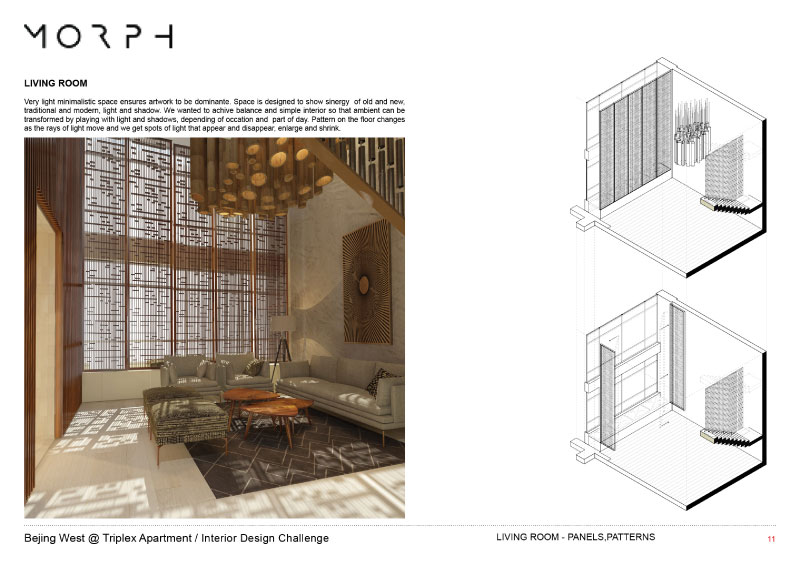 MORPH
LIVING ROOM
Very light minimalistic space ensures artwork to be dominante. Space is designed to show sinergy of old and new,
traditional and modern, light and shadow. We wanted to achive balance and simple interior so that ambient can be
transformed by playing with light and shadows, depending of occation and part of day. Pattern on the floor changes
as the rays of light move and we get spots of light that appear and disappear, enlarge and shrink.
Bejing West @ Triplex Apartment / Interior Design Challenge
LIVING ROOM - PANELS,PATTERNS
11